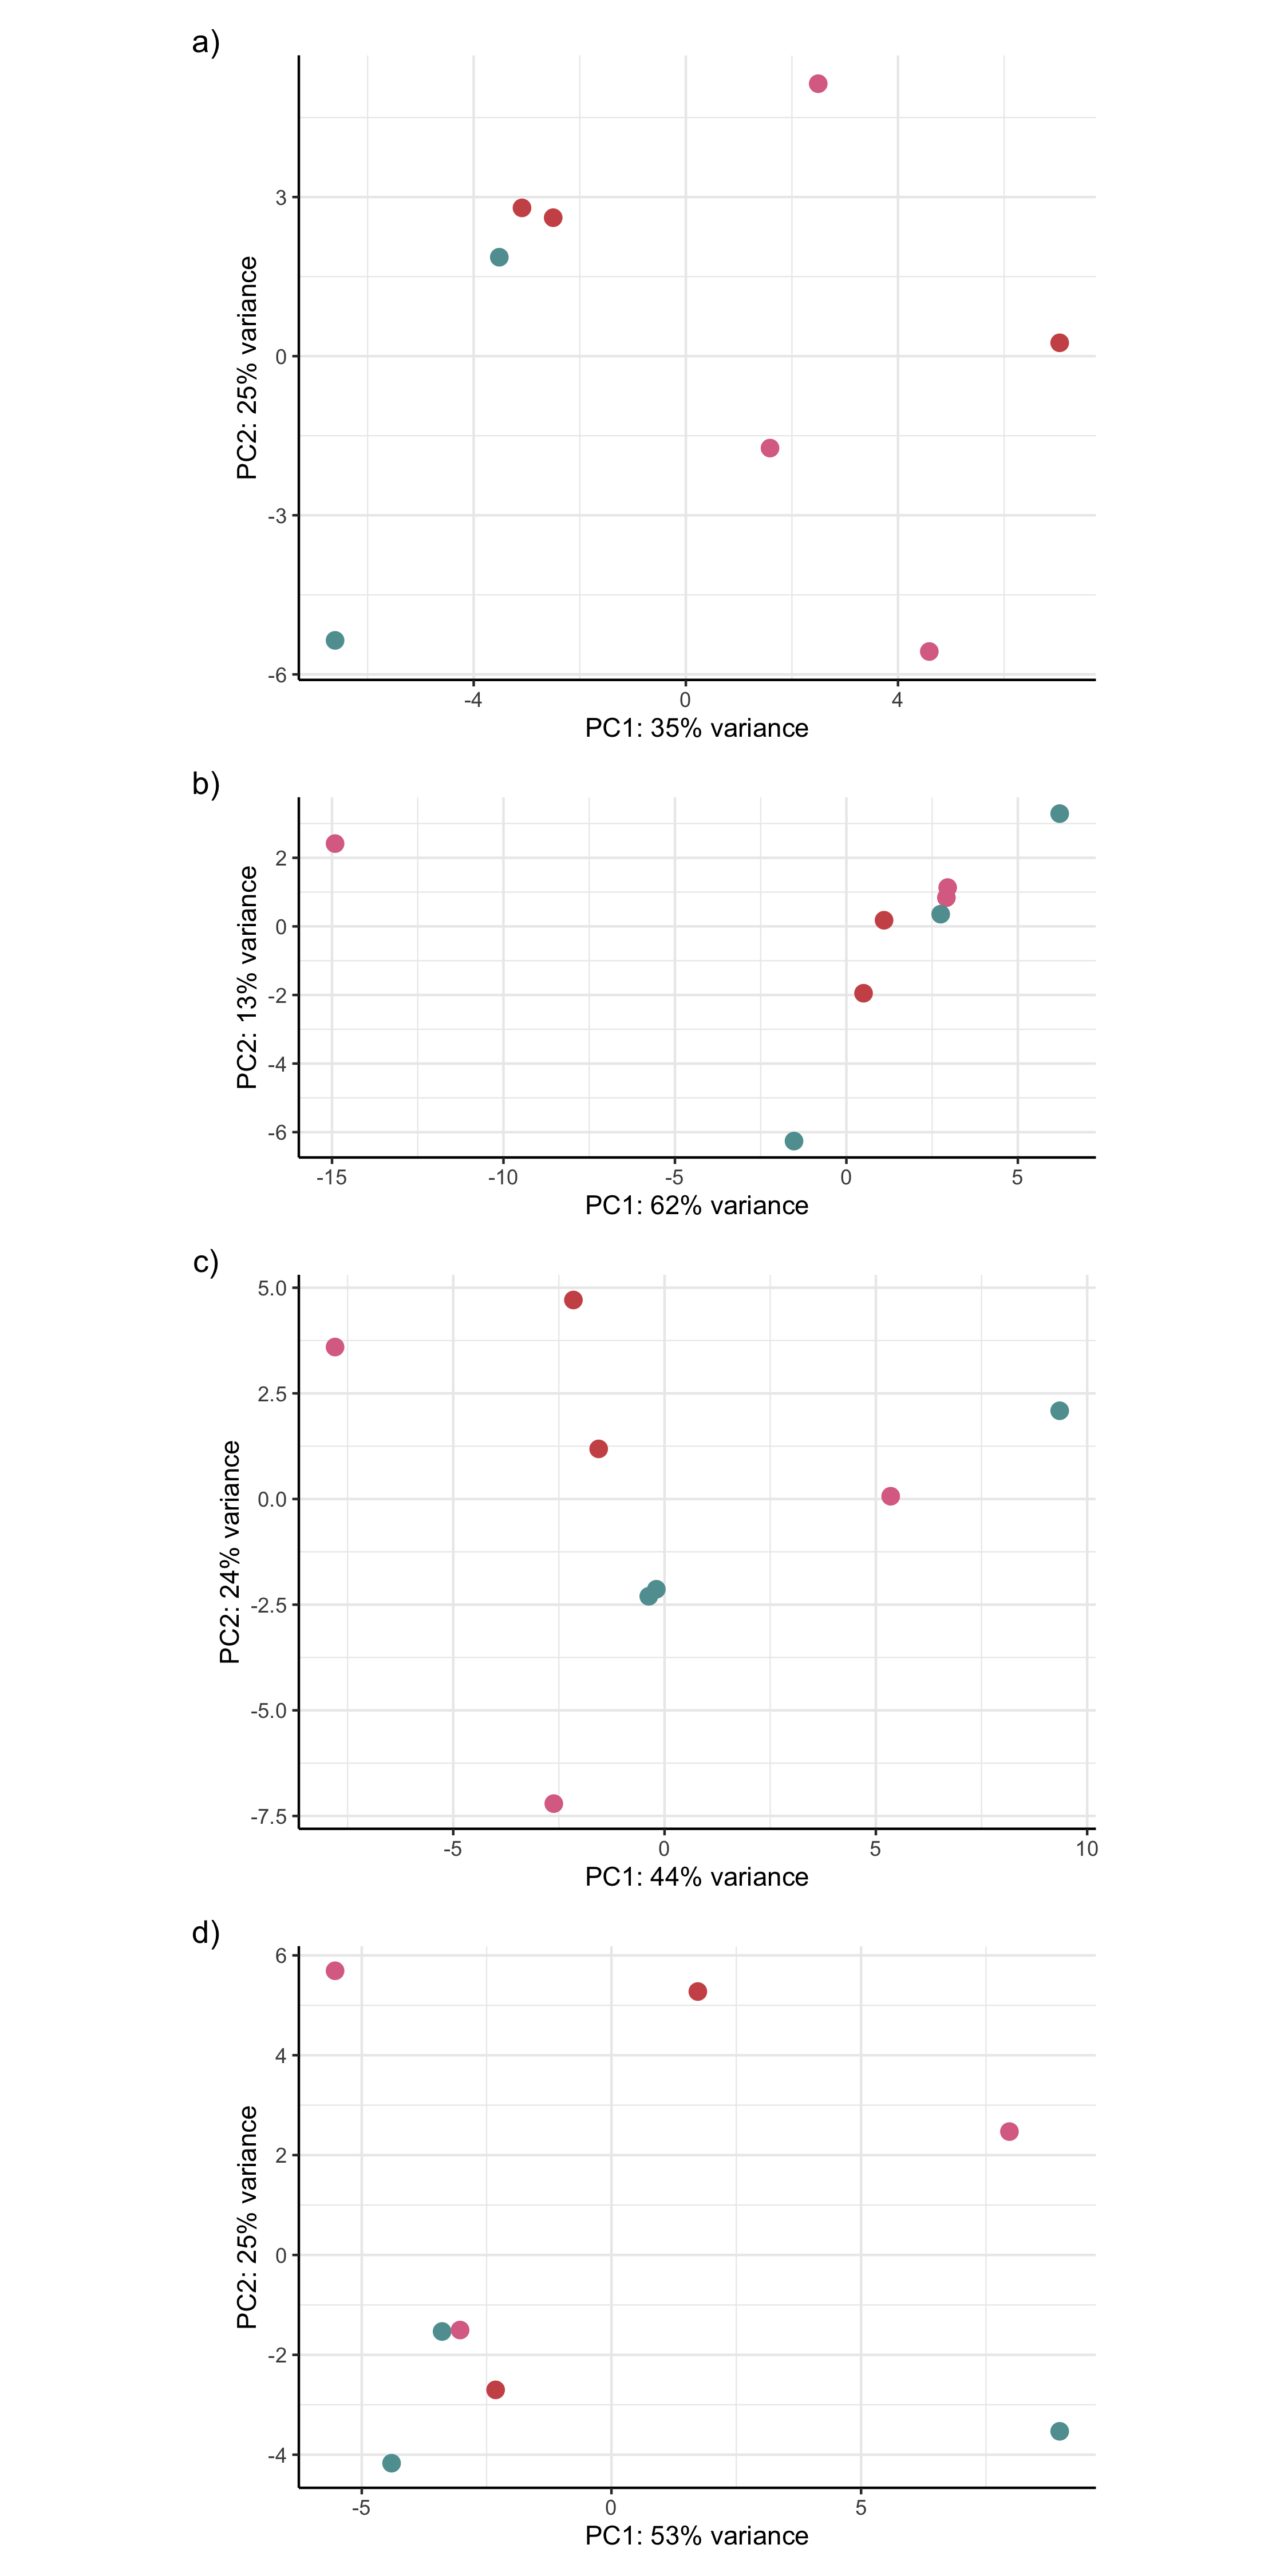 a)
3
0
-3
-6
PC2: 25% variance
-4 0 4
PC1: 35% variance
b)
2
0
-2
-4
-6
PC2: 13% variance
-15 -10 -5 0 5
PC1: 62% variance
c)
5.0
2.5
0.0
-2.5
-5.0
-7.5
PC2: 24% variance
-5 0 5 10
PC1: 44% variance
d)
6
4
2
0
-2
-4
PC2: 25% variance
-5 0 5
PC1: 53% variance